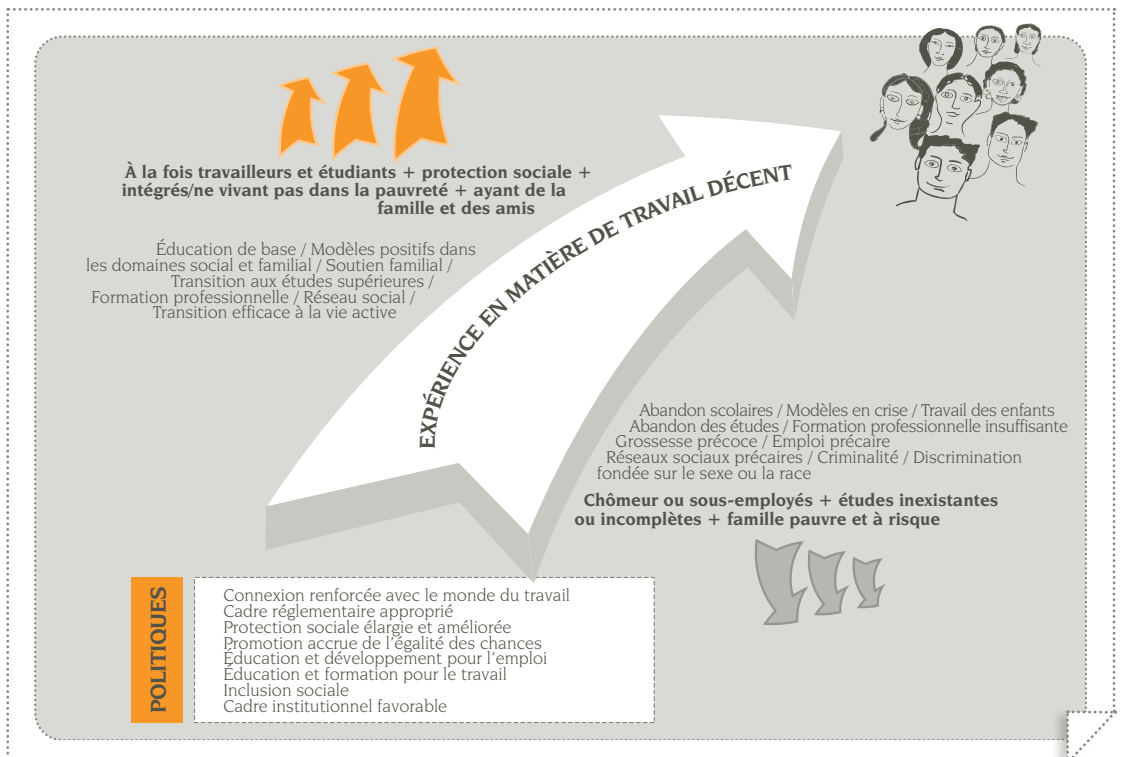 À la fois travailleurs et étudiants + protection sociale +
intégrés/ne vivant pas dans la pauvreté + ayant de la
famille et des amis
Éducation de base / Modèles positifs dans
les domaines social et familial / Soutien familial /
Transition aux études supérieures /
Formation professionnelle / Réseau social /
Transition efficace à la vie active
EXPÉRIENCE EN MATIÈRE DE TRAVAIL DÉCENT
Abandon scolaires / Modèles en crise / Travail des enfants
Abandon des études / Formation professionnelle insuffisante
Grossesse précoce / Emploi précaire
Réseaux sociaux précaires / Criminalité / Discrimination
fondée sur le sexe ou la race
Chômeur ou sous-employés + études inexistantes
ou incomplètes + famille pauvre et à risque
POLITIQUES
Connexion renforcée avec le monde du travail
Cadre réglementaire approprié
Protection sociale élargie et améliorée
Promotion accrue de l'égalité des chances
Éducation et développement pour l'emploi
Éducation et formation pour le travail
Inclusion sociale
Cadre institutionnel favorable